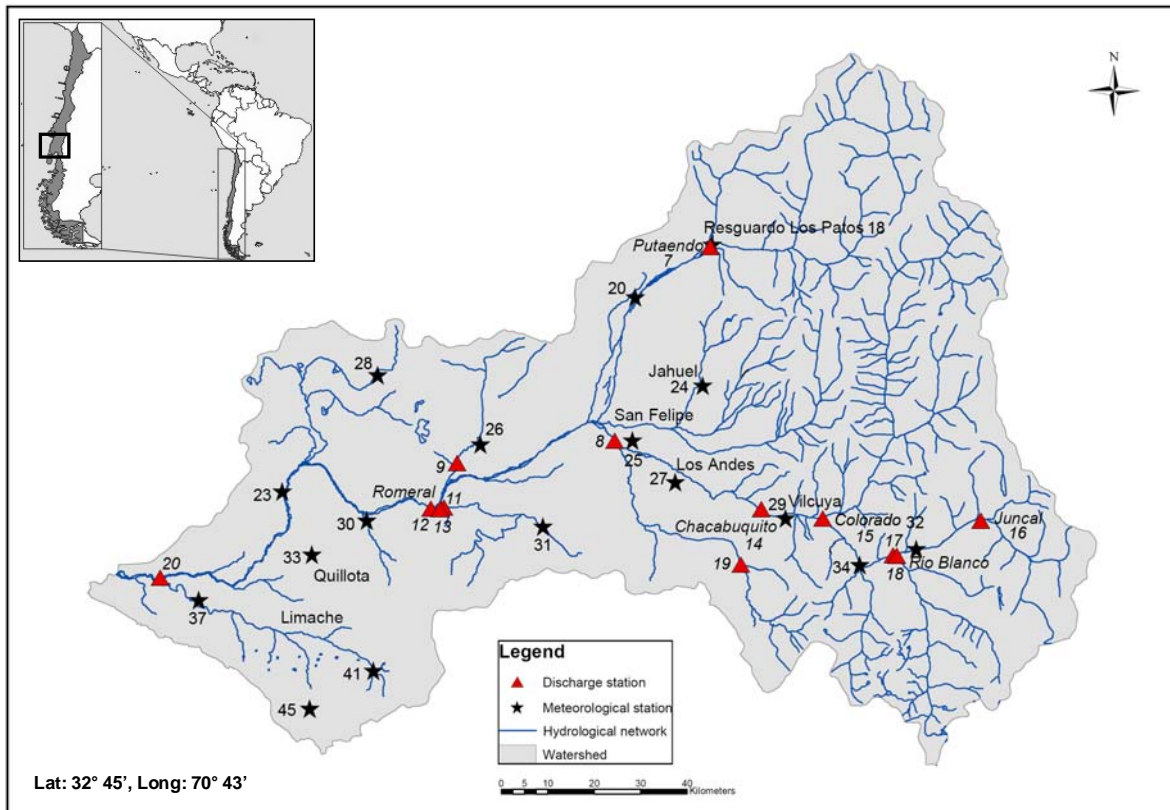 N
Resguardo Los Patos 18
Putaendo
7
20
28
Jahuel
24
San Felipe
26
8
25
9
Los Andes
27
23
Romeral
11
29
Vilcuya
30
12
13
Chacabuquito
14
Colorado
32
15
Juncal
16
31
17
33
20
19
34
Rio Blanco
18
Quillota
37
Limache
41
45
Legend
Discharge station
Meteorological station
Hydrological network
Watershed
Lat: 32° 45’, Long: 70° 43’
0 5 10 20 30 40
Kilometers